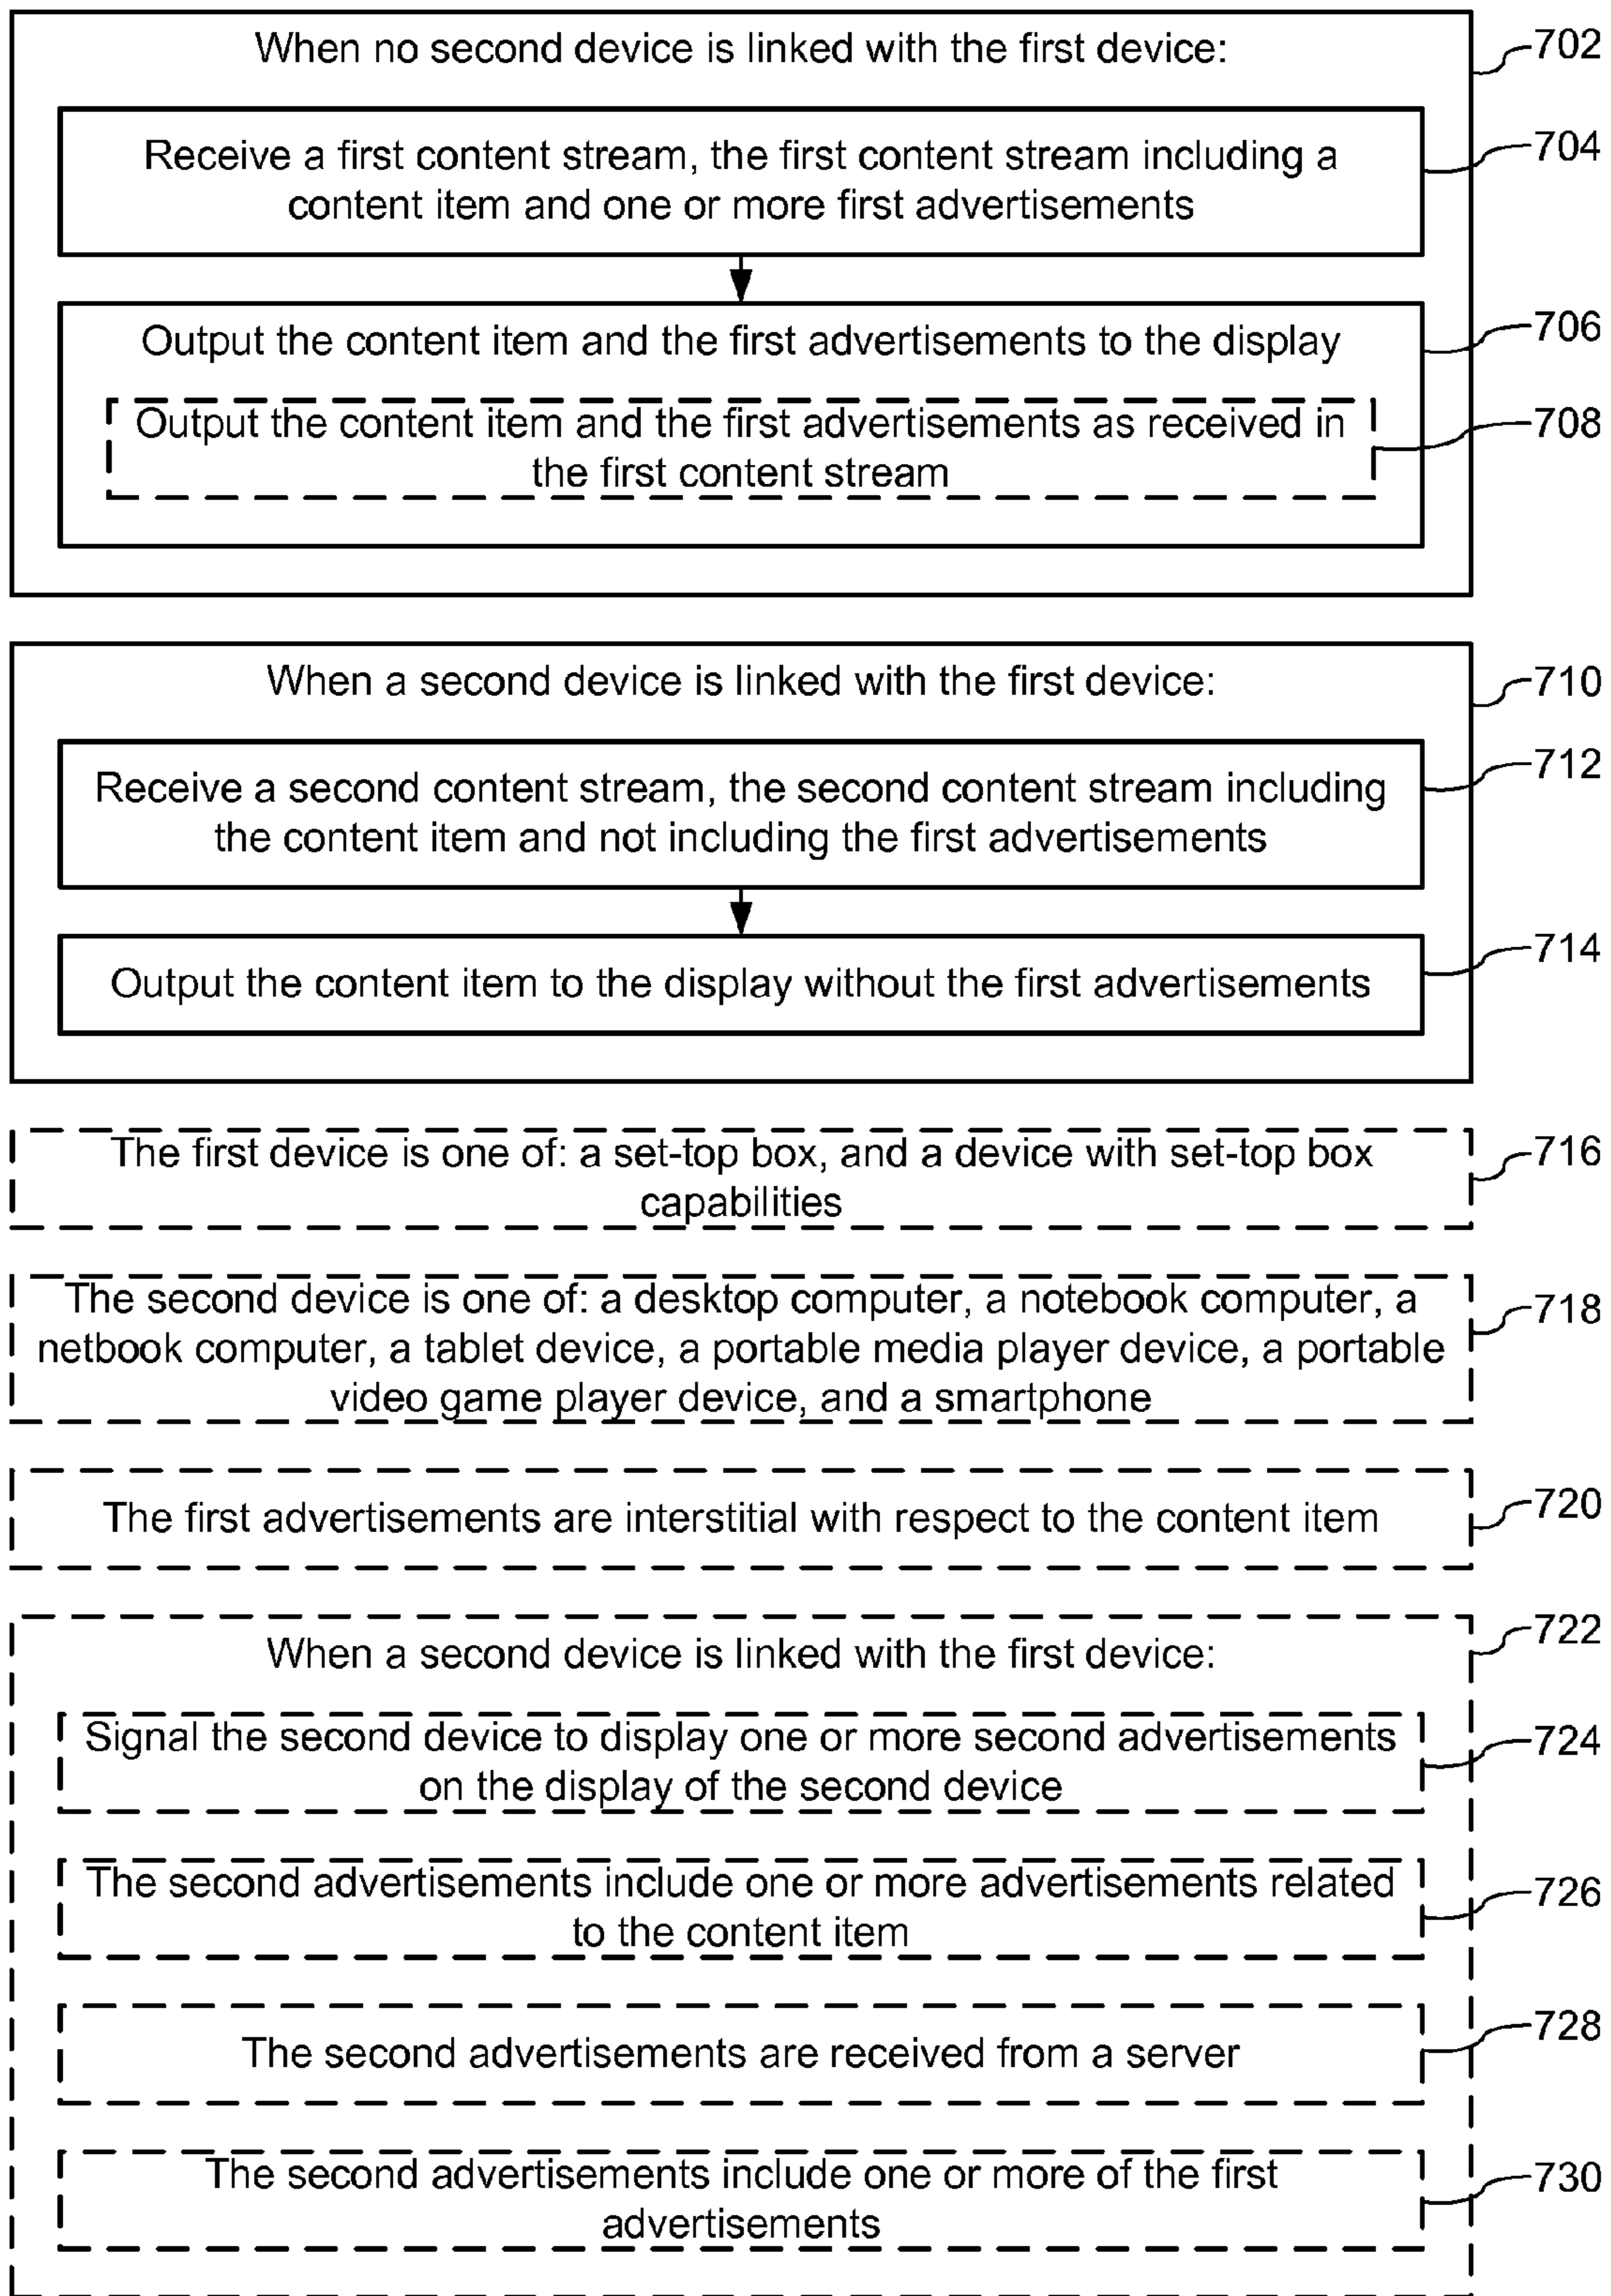 When no second device is linked with the first device:
702
Receive a first content stream, the first content stream including a
content item and one or more first advertisements
704
Output the content item and the first advertisements to the display
706
Output the content item and the first advertisements as received in
the first content stream
708
When a second device is linked with the first device:
710
Receive a second content stream, the second content stream including
the content item and not including the first advertisements
712
Output the content item to the display without the first advertisements
714
The first device is one of: a set-top box, and a device with set-top box
capabilities
716
The second device is one of: a desktop computer, a notebook computer, a
netbook computer, a tablet device, a portable media player device, a portable
video game player device, and a smartphone
718
The first advertisements are interstitial with respect to the content item
720
When a second device is linked with the first device:
722
Signal the second device to display one or more second advertisements
on the display of the second device
724
The second advertisements include one or more advertisements related
to the content item
726
The second advertisements are received from a server
728
The second advertisements include one or more of the first
advertisements
730